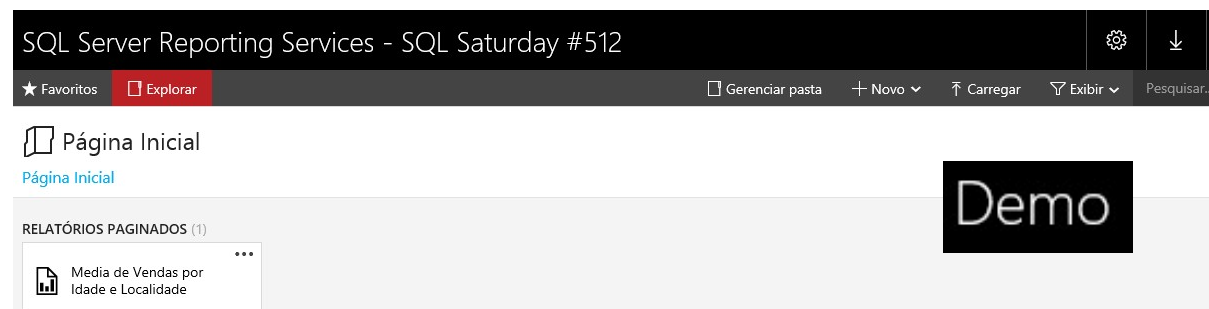 SQL Server Reporting Services - SQL Saturday #512
Favoritos Explorar Gerenciar pasta Novo Carregar Exibir Pesquisar..
Página Inicial
Página Inicial
Demo
RELATÓRIOS PAGINADOS (1)
Media de Vendas por
Idade e Localidade